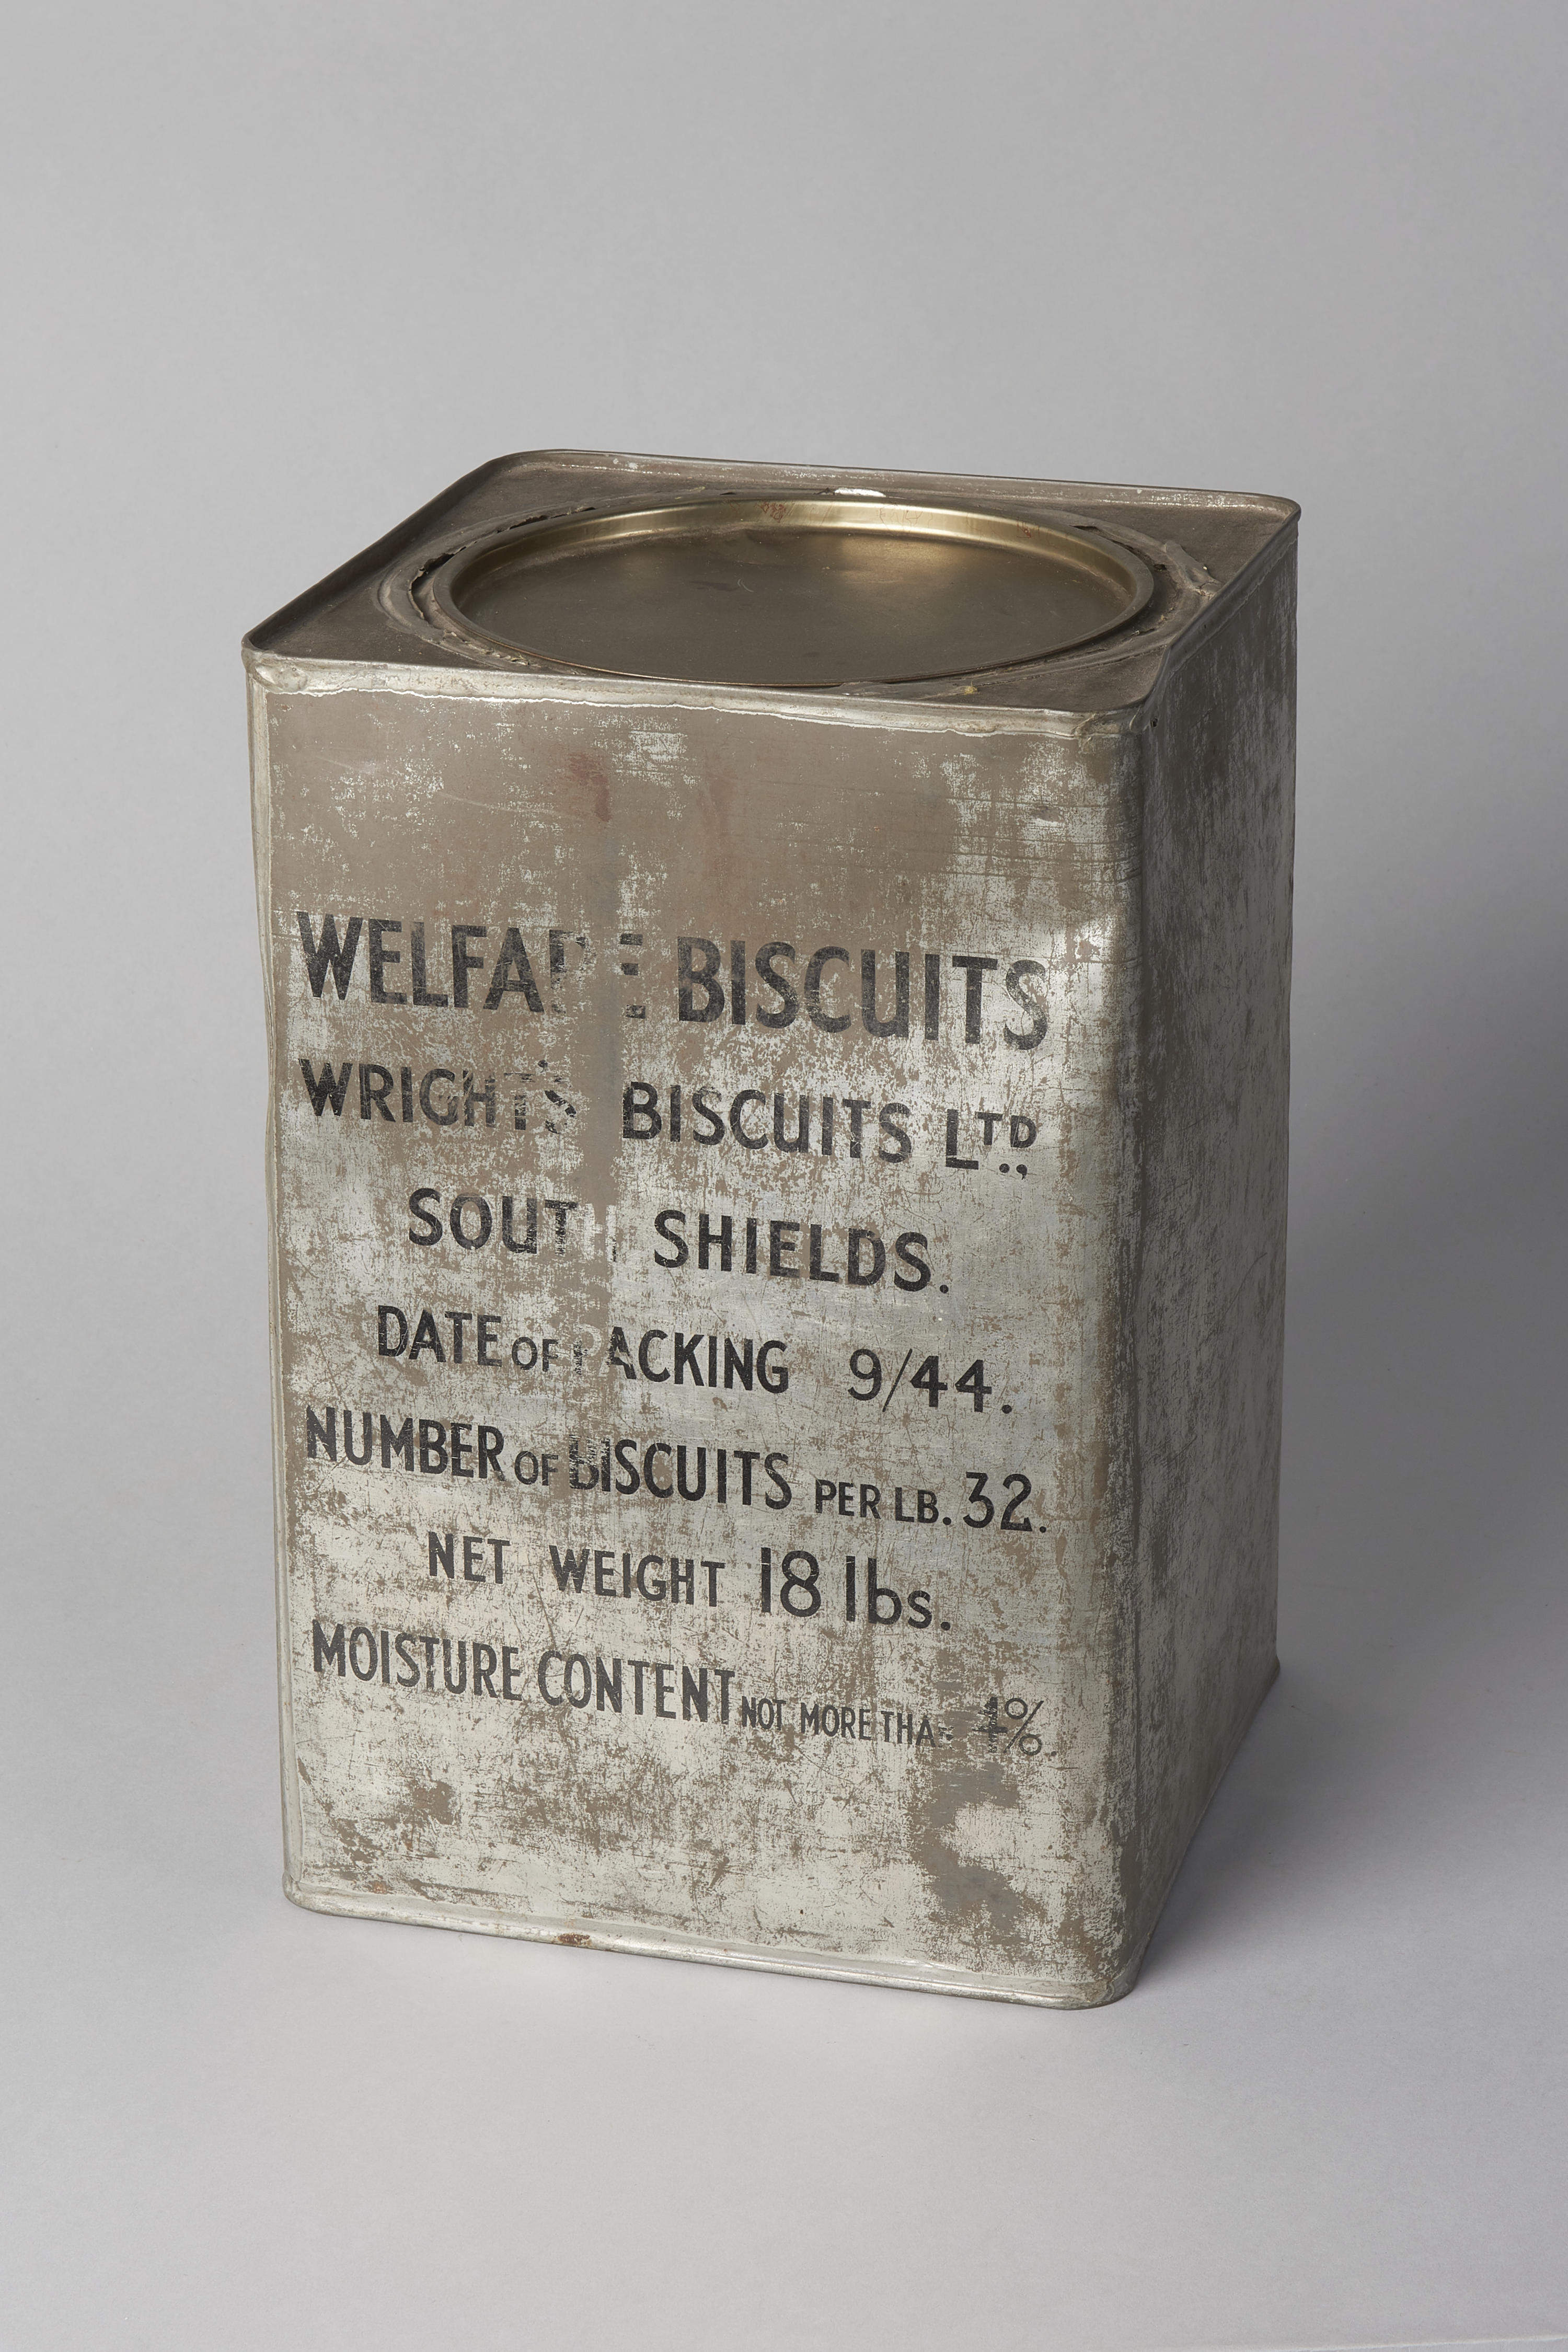 WELFARE BISCUITS
WRIGHT'S BISCUITS LTD.,
SOUTH SHIELDS.
DATE OF PACKING 9/44.
NUMBER OF BISCUITS PER LB. 32.
NET WEIGHT 18 lbs.
MOISTURE CONTENT NOT MORE THAN 4%.